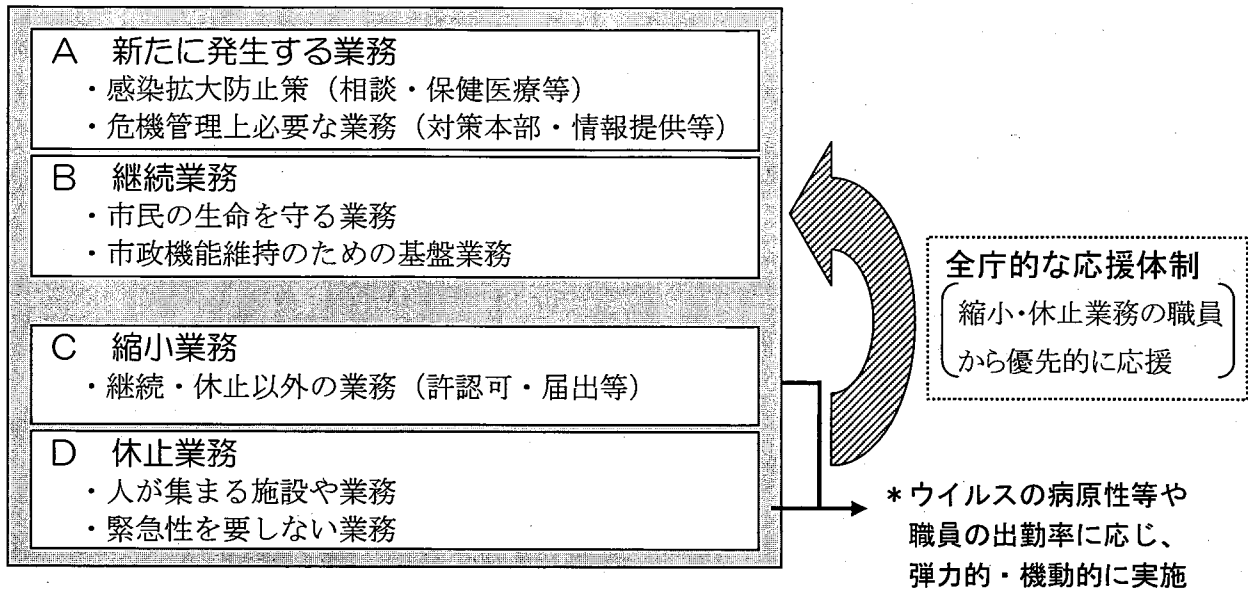 A 新たに発生する業務
・感染拡大防止策（相談・保健医療等）
・危機管理上必要な業務（対策本部・情報提供等）
B 継続業務
・市民の生命を守る業務
・市政機能維持のための基盤業務
C 縮小業務
・継続・休止以外の業務（許認可・届出等）
D 休止業務
・人が集まる施設や業務
・緊急性を要しない業務
全庁的な応援体制
縮小・休止業務の職員
から優先的に応援
＊ウイルスの病原性等や
職員の出勤率に応じ、
弾力的・機動的に実施